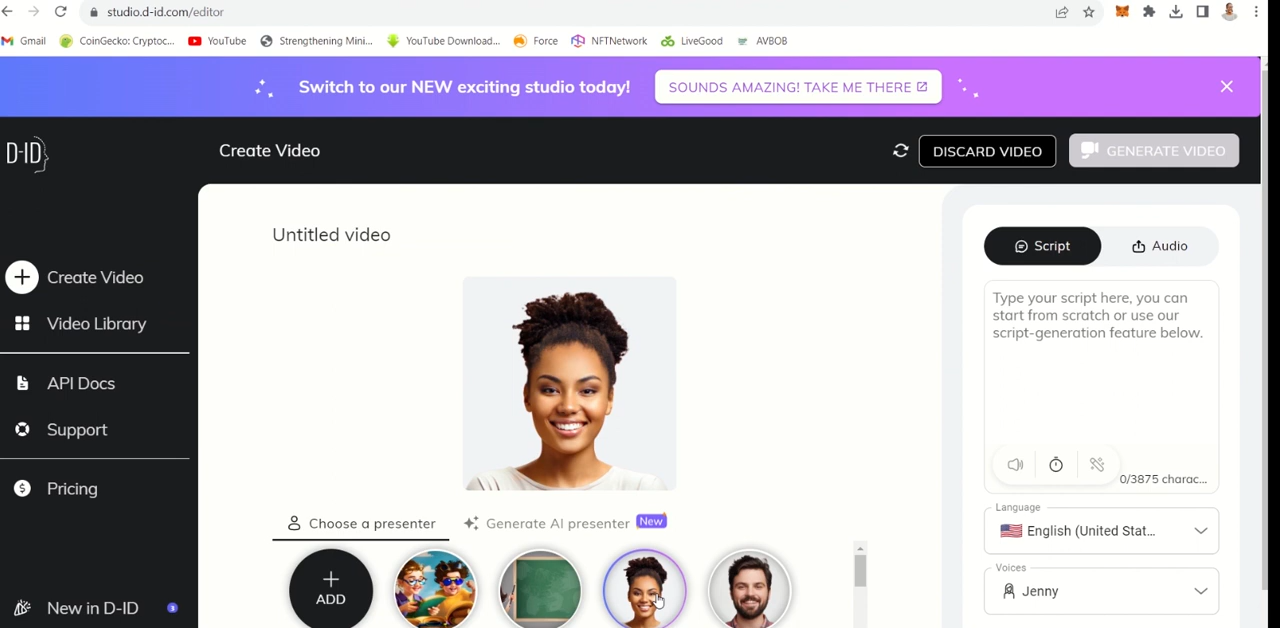 studio.d-id.com/editor
Gmail
CoinGecko: Cryptoc...
YouTube
Strengthening Mini...
YouTube Download...
Force
NFTNetwork
LiveGood
AVBOB
Switch to our NEW exciting studio today!
SOUNDS AMAZING! TAKE ME THERE
D-ID
Create Video
DISCARD VIDEO
GENERATE VIDEO
Create Video
Video Library
API Docs
Support
Pricing
New in D-ID
3
Untitled video
Choose a presenter
Generate AI presenter
New
ADD
Script
Audio
Type your script here, you can
start from scratch or use our
script-generation feature below.
0/3875 charac...
Language
English (United Stat...
Voices
Jenny